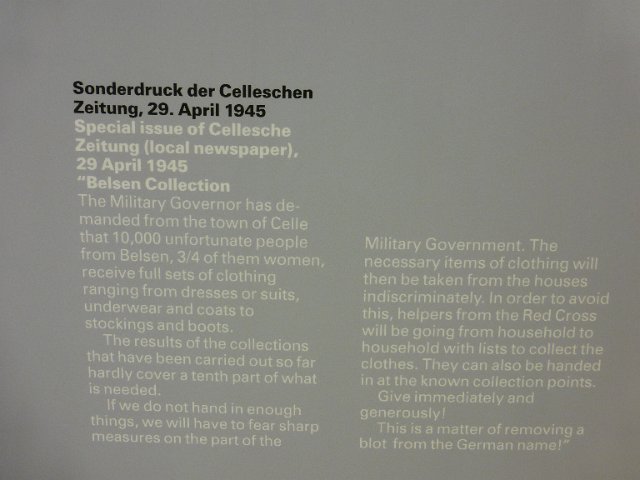 Sonderdruck der Celleschen
Zeitung, 29. April 1945
Special issue of Cellesche
Zeitung (local newspaper),
29 April 1945
“Belsen Collection
The Military Governor has de-
manded from the town of Celle
that 10,000 unfortunate people
from Belsen, 3/4 of them women,
receive full sets of clothing
ranging from dresses or suits,
underwear and coats to
stockings and boots.
The results of the collections
that have been carried out so far
hardly cover a tenth part of what
is needed.
If we do not hand in enough
things, we will have to fear sharp
measures on the part of the
Military Government. The
necessary items of clothing will
then be taken from the houses
indiscriminately. In order to avoid
this, helpers from the Red Cross
will be going from household to
household with lists to collect the
clothes. They can also be handed
in at the known collection points.
Give immediately and
generously!
This is a matter of removing a
blot from the German name!”